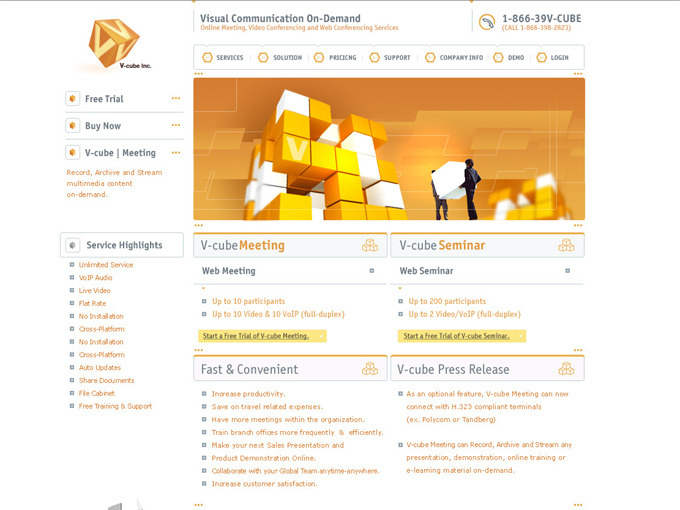 V-cube Inc.
Visual Communication On-Demand
Online Meeting, Video Conferencing and Web Conferencing Services
1-866-39V-CUBE
(CALL 1-866-398-2823)
SERVICES
SOLUTION
PRICICNG
SUPPORT
COMPANY INFO
DEMO
LOGIN
Free Trial
Buy Now
V-cube | Meeting
Record, Archive and Stream
multimedia content
on-demand.
V
Service Highlights
Unlimited Service
VoIP Audio
Live Video
Flat Rate
No Installation
Cross-Platform
No Installation
Cross-Platform
Auto Updates
Share Documents
File Cabinet
Free Training & Support
V-cube Meeting
Web Meeting
Up to 10 participants
Up to 10 Video & 10 VoIP (full-duplex)
Start a Free Trial of V-cube Meeting.
V-cube Seminar
Web Seminar
Up to 200 participants
Up to 2 Video/VoIP (full-duplex)
Start a Free Trial of V-cube Seminar.
Fast & Convenient
Increase productivity.
Save on travel related expenses.
Have more meetings within the organization.
Train branch offices more frequently & efficiently.
Make your next Sales Presentation and
Product Demonstration Online.
Collaborate with your Global Team anytime-anywhere.
Increase customer satisfaction.
V-cube Press Release
As an optional feature, V-cube Meeting can now
connect with H.323 compliant terminals
(ex. Polycom or Tandberg)
V-cube Meeting can Record, Archive and Stream any
presentation, demonstration, online training or
e-learning material on-demand.